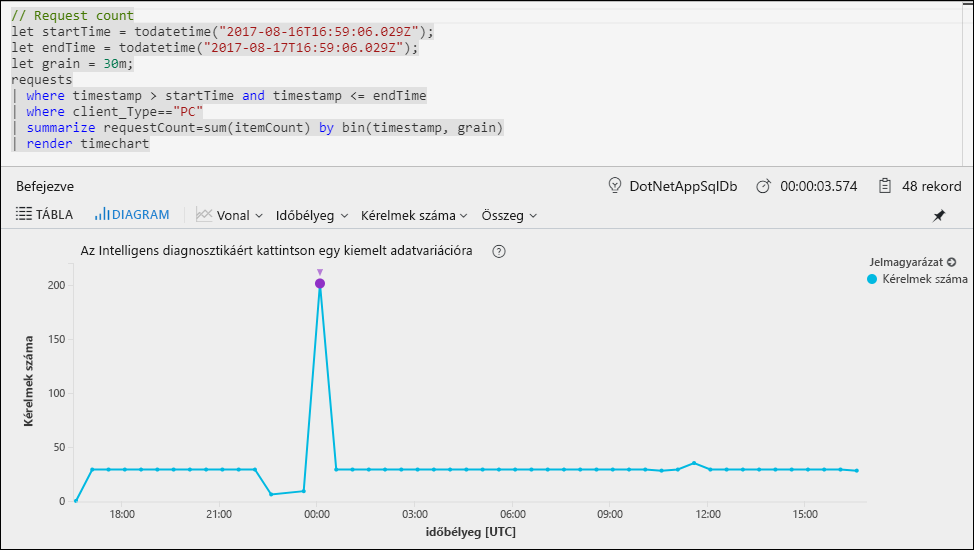 // Request count
let startTime = todatetime("2017-08-16T16:59:06.029Z");
let endTime = todatetime("2017-08-17T16:59:06.029Z");
let grain = 30m;
requests
| where timestamp > startTime and timestamp <= endTime
| where client_Type=="PC"
| summarize requestCount=sum(itemCount) by bin(timestamp, grain)
| render timechart
Befejezve DotNetAppSqlDb 00:00:03.574 48 rekord
TÁBLA DIAGRAM Vonal Időbélyeg Kérelmek száma Összeg
Az Intelligens diagnosztikáért kattintson egy kiemelt adatvariációra ?
Jelmagyarázat
Kérelmek száma
Kérelmek száma
200
150
100
50
0
18:00 21:00 00:00 03:00 06:00 09:00 12:00 15:00
időbélyeg [UTC]